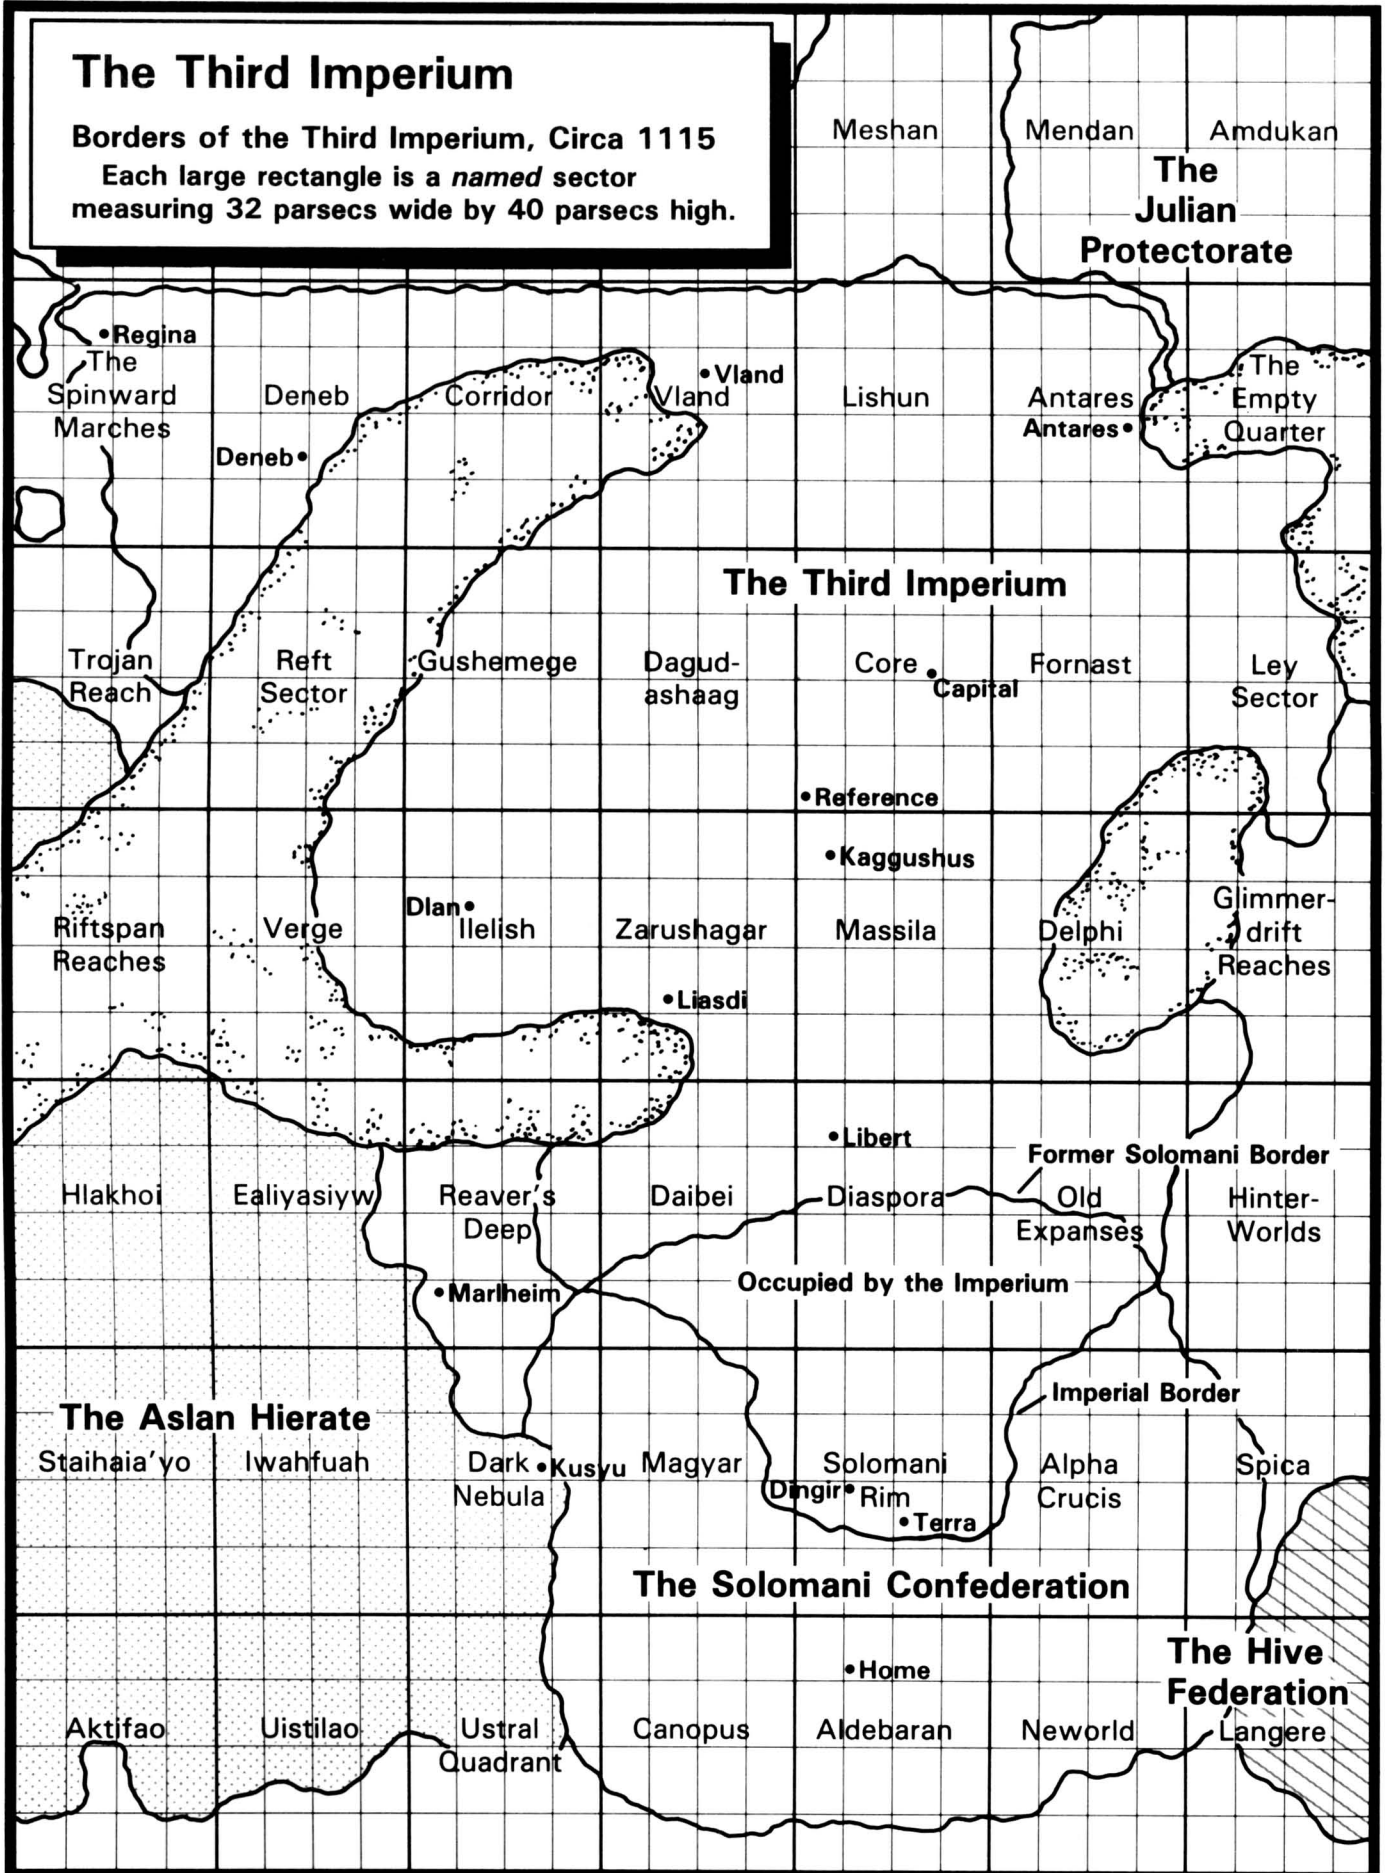 The Third Imperium
Borders of the Third Imperium, Circa 1115
Each large rectangle is a named sector
measuring 32 parsecs wide by 40 parsecs high.
Meshan
Mendan
Amdukan
The
Julian
Protectorate
Regina
The
Spinward
Marches
Deneb
Deneb
Corridor
Vland
Vland
Lishun
Antares
Antares
The
Empty
Quarter
The Third Imperium
Trojan
Reach
Reft
Sector
Gushemege
Dagud-
ashaag
Core
Capital
Fornast
Ley
Sector
Reference
Kaggushus
Riftspan
Reaches
Verge
Dlan
Ilelish
Zarushagar
Massila
Delphi
Glimmer-
drift
Reaches
Liasdi
Libert
Former Solomani Border
Hlakhoi
Ealiyasiyw
Reaver's
Deep
Daibei
Diaspora
Old
Expanses
Hinter-
Worlds
Occupied by the Imperium
Marlheim
Imperial Border
The Aslan Hierate
Staihaia'yo
Iwahfuah
Dark
Nebula
Kusyu
Magyar
Solomani
Rim
Dingir
Terra
Alpha
Crucis
Spica
The Solomani Confederation
Home
The Hive
Federation
Aktifao
Uistilao
Ustral
Quadrant
Canopus
Aldebaran
Neworld
Langere